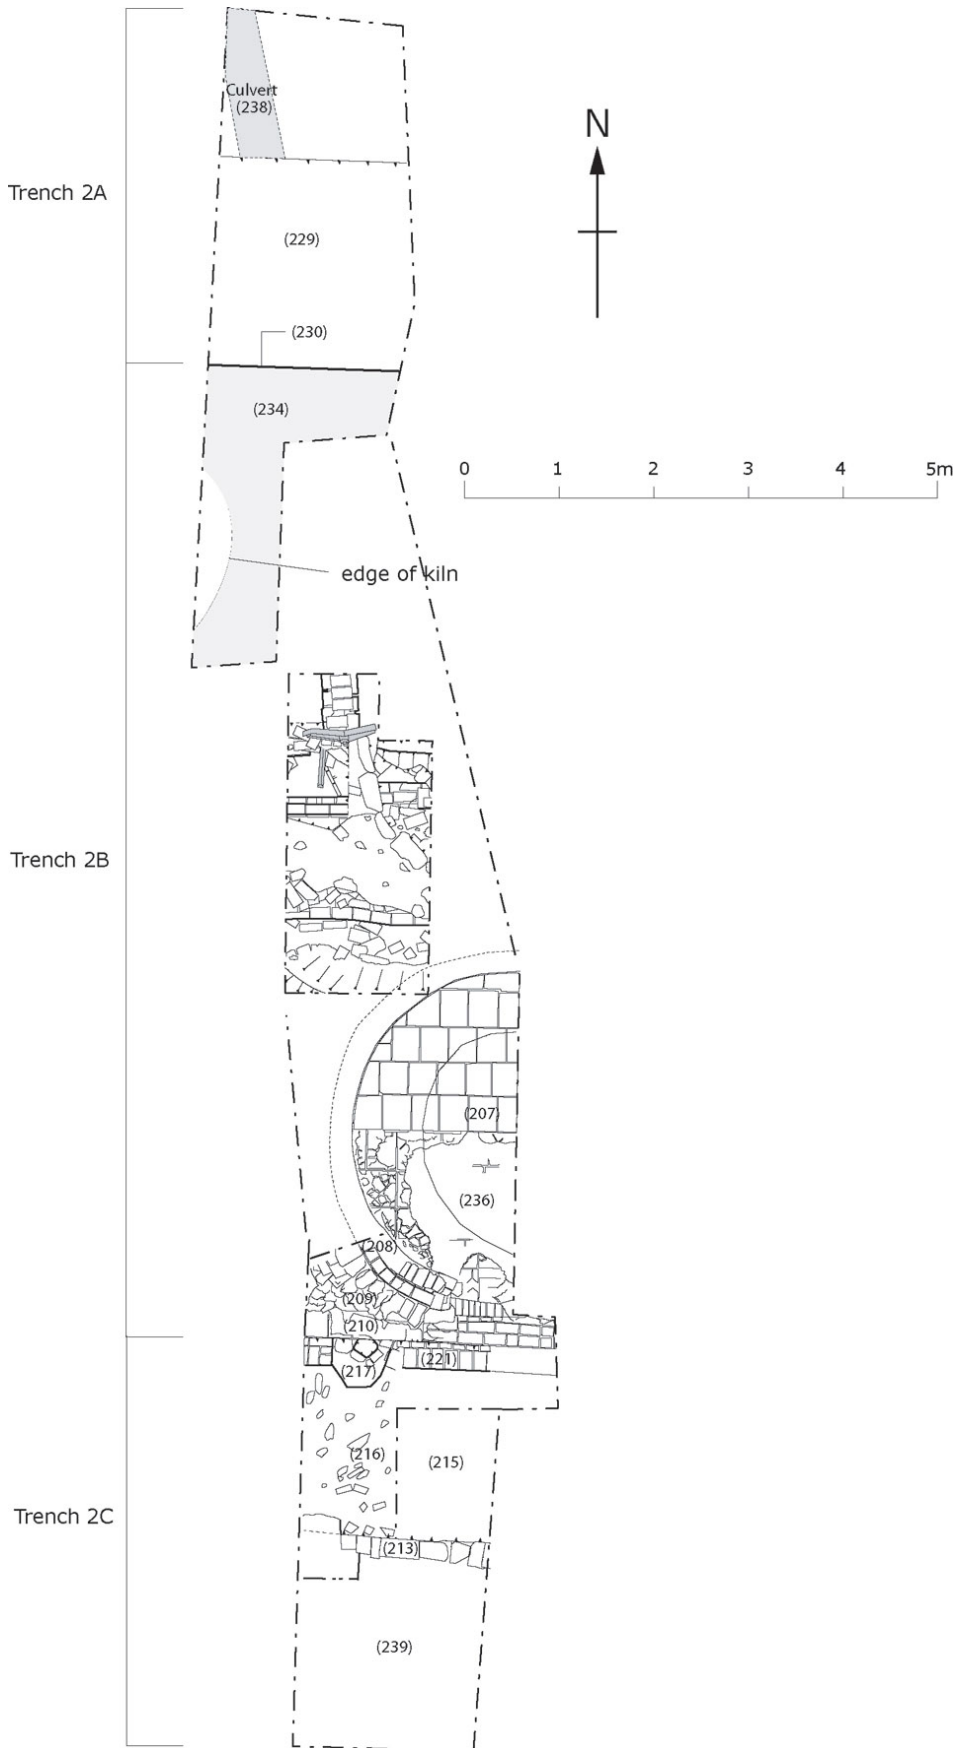 Culvert
(238)
N
Trench 2A
(229)
(230)
(234)
0 1 2 3 4 5m
edge of kiln
Trench 2B
(207)
(236)
(208)
(209)
(210)
(221)
(217)
(216)
(215)
Trench 2C
(213)
(239)